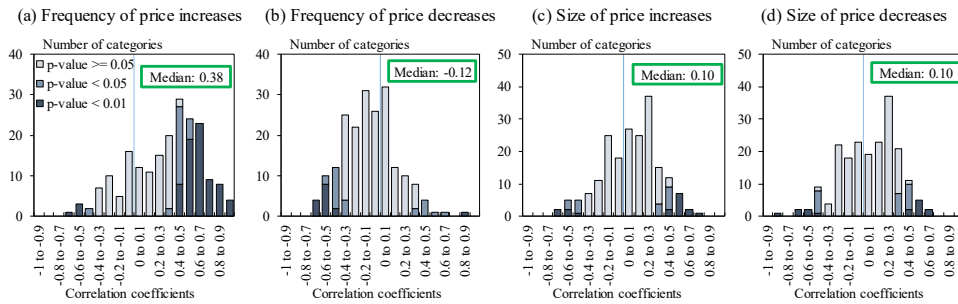 (a) Frequency of price increases
Number of categories
40
30
20
10
0
p-value >= 0.05
p-value < 0.05
p-value < 0.01
Median: 0.38
-1 to -0.9
-0.8 to -0.7
-0.6 to -0.5
-0.4 to -0.3
-0.2 to -0.1
0 to 0.1
0.2 to 0.3
0.4 to 0.5
0.6 to 0.7
0.8 to 0.9
Correlation coefficients
(b) Frequency of price decreases
Number of categories
40
30
20
10
0
Median: -0.12
-1 to -0.9
-0.8 to -0.7
-0.6 to -0.5
-0.4 to -0.3
-0.2 to -0.1
0 to 0.1
0.2 to 0.3
0.4 to 0.5
0.6 to 0.7
0.8 to 0.9
Correlation coefficients
(c) Size of price increases
Number of categories
50
40
30
20
10
0
Median: 0.10
-1 to -0.9
-0.8 to -0.7
-0.6 to -0.5
-0.4 to -0.3
-0.2 to -0.1
0 to 0.1
0.2 to 0.3
0.4 to 0.5
0.6 to 0.7
0.8 to 0.9
Correlation coefficients
(d) Size of price decreases
Number of categories
50
40
30
20
10
0
Median: 0.10
-1 to -0.9
-0.8 to -0.7
-0.6 to -0.5
-0.4 to -0.3
-0.2 to -0.1
0 to 0.1
0.2 to 0.3
0.4 to 0.5
0.6 to 0.7
0.8 to 0.9
Correlation coefficients